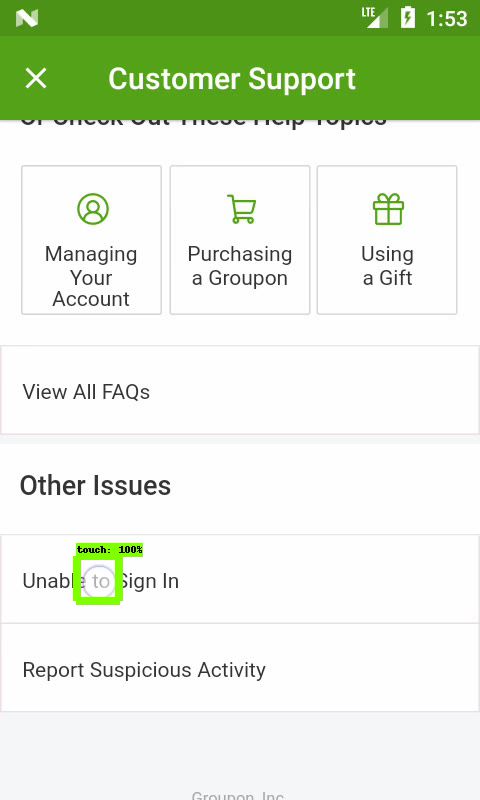 LTE 1:53
Customer Support
Or Check Out These Help Topics
Managing
Your
Account
Purchasing
a Groupon
Using
a Gift
View All FAQs
Other Issues
touch: 100%
Unable to Sign In
Report Suspicious Activity
Groupon, Inc.